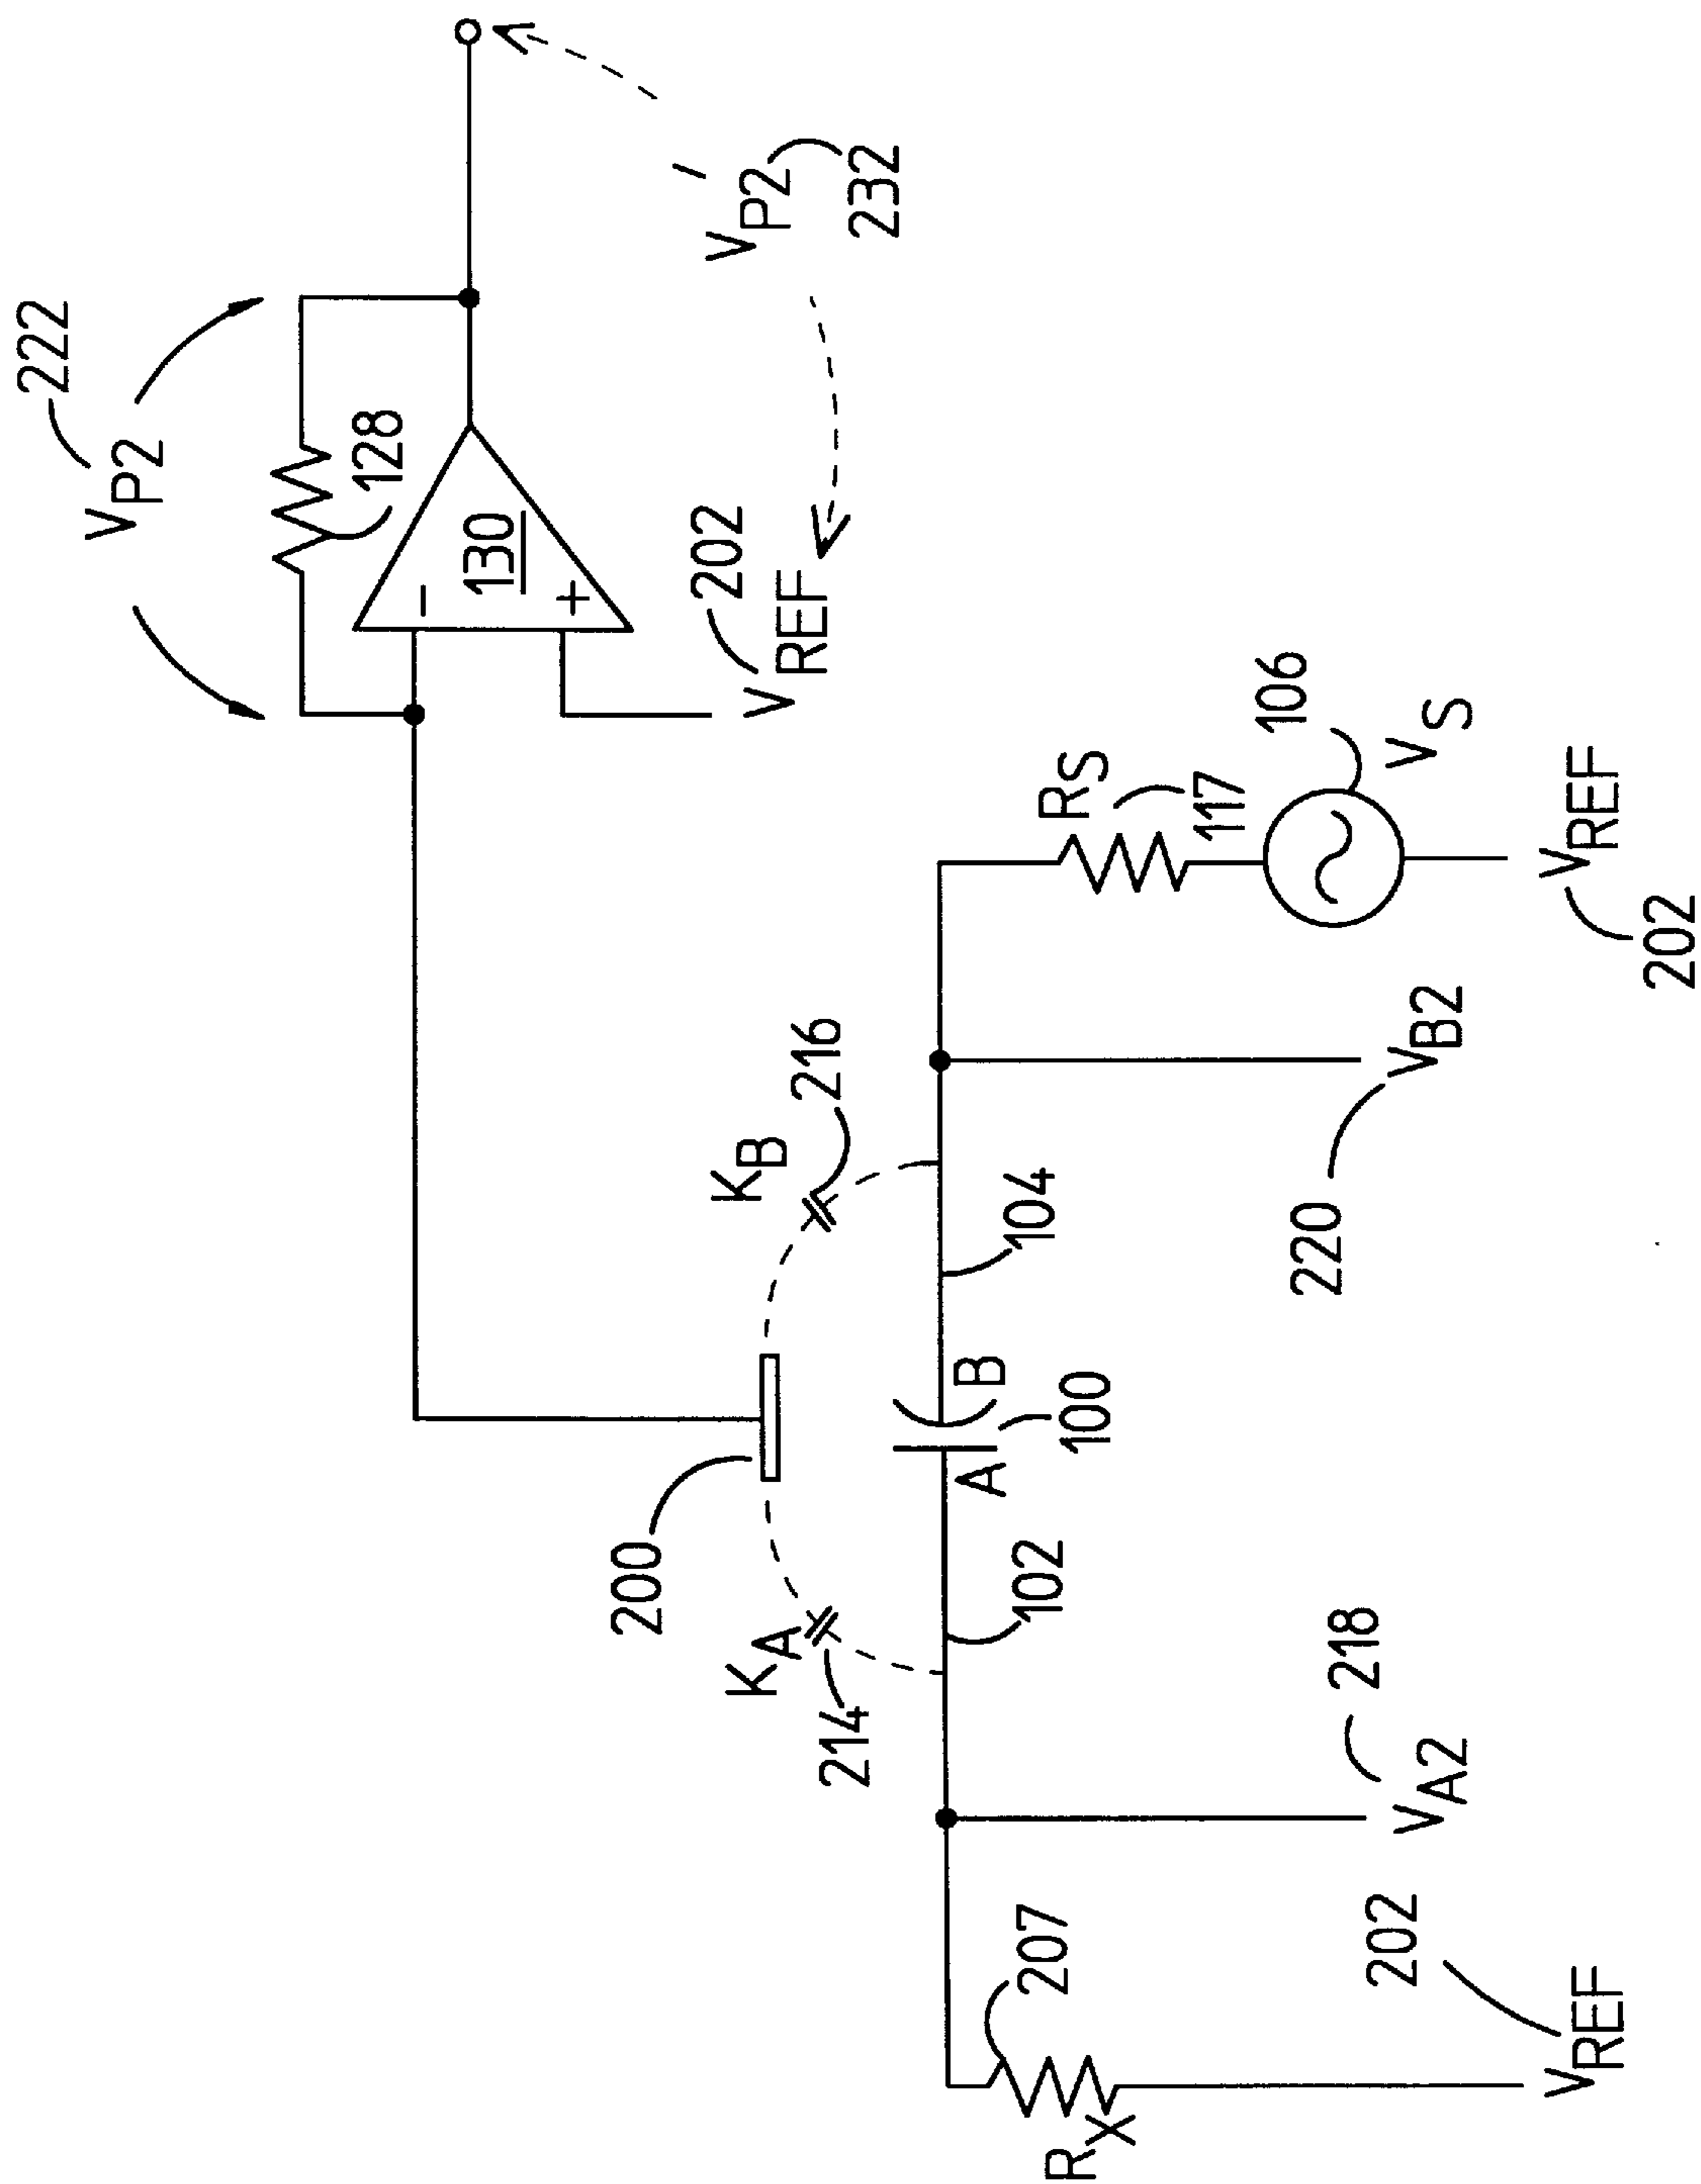 222
VP2
128
130
−
+
202
VREF
VP2
232
200
KA
214
KB
216
A
B
100
102
104
RS
117
106
VS
VREF
202
207
RX
VREF
202
VA2
218
VB2
220